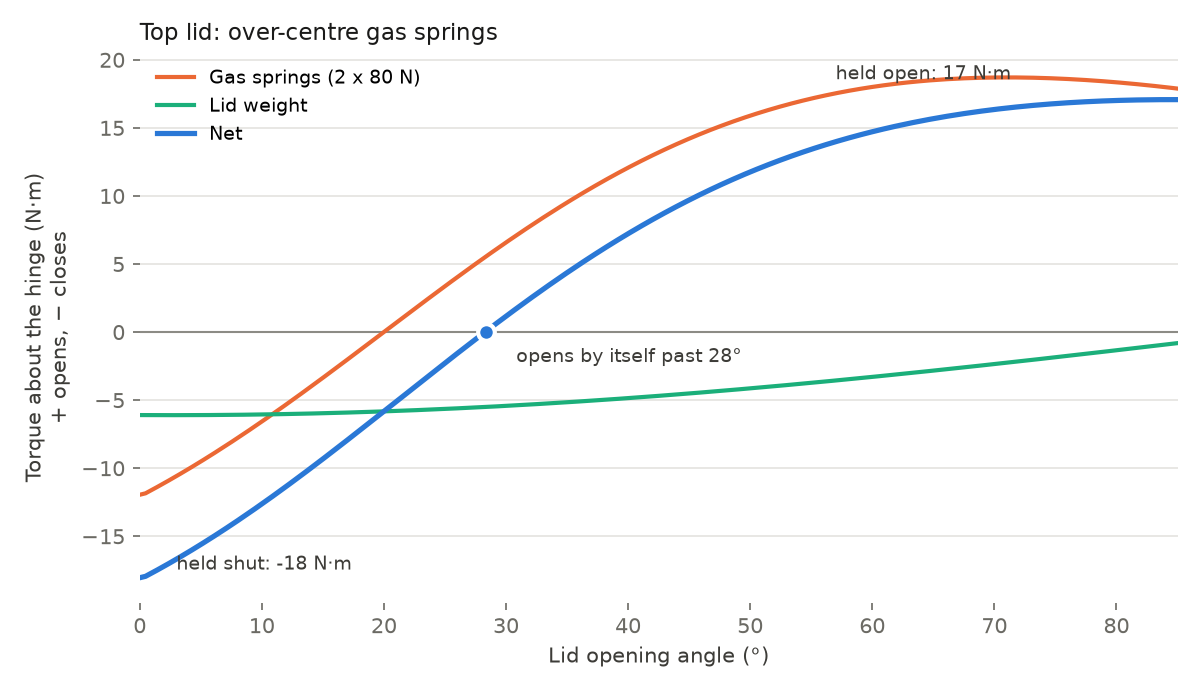 Top lid: over-centre gas springs
Gas springs (2 x 80 N)
Lid weight
Net
held open: 17 N·m
opens by itself past 28°
held shut: -18 N·m
20
15
10
5
0
−5
−10
−15
Torque about the hinge (N·m)
+ opens, − closes
0 10 20 30 40 50 60 70 80
Lid opening angle (°)